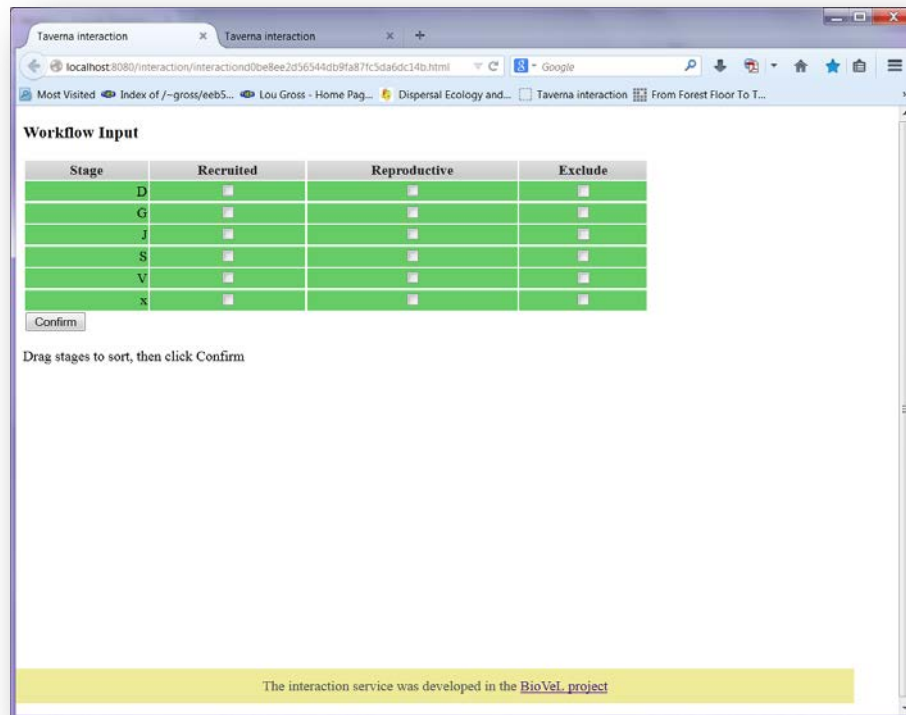 Taverna interaction × Taverna interaction × +
localhost:8080/interaction/interactiond0be8ee2d56544db9fa87fc5da6dc14b.html Google
Most Visited Index of /~gross/eeb5... Lou Gross - Home Pag... Dispersal Ecology and... Taverna interaction From Forest Floor To T...
Workflow Input
Stage Recruited Reproductive Exclude
D
G
J
S
V
x
Confirm
Drag stages to sort, then click Confirm
The interaction service was developed in the BioVeL project